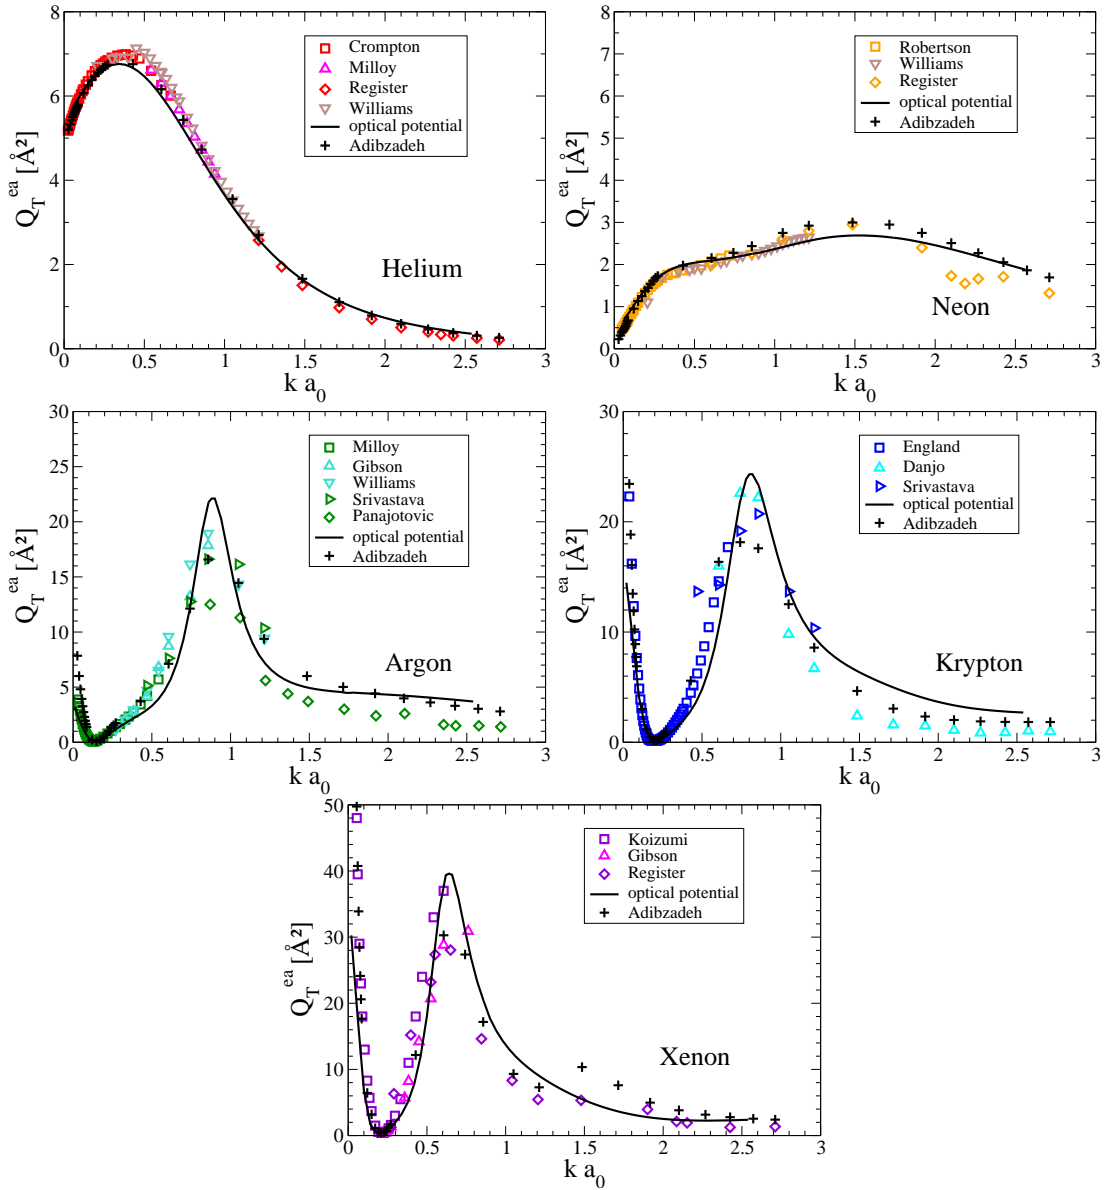 Crompton
Milloy
Register
Williams
optical potential
Adibzadeh
Helium
Q_T^ea [Å²]
8
7
6
5
4
3
2
1
0
0 0.5 1 1.5 2 2.5 3
k a_0
Robertson
Williams
Register
optical potential
Adibzadeh
Neon
Q_T^ea [Å²]
8
7
6
5
4
3
2
1
0
0 0.5 1 1.5 2 2.5 3
k a_0
Milloy
Gibson
Williams
Srivastava
Panajotovic
optical potential
Adibzadeh
Argon
Q_T^ea [Å²]
30
25
20
15
10
5
0
0 0.5 1 1.5 2 2.5 3
k a_0
England
Danjo
Srivastava
optical potential
Adibzadeh
Krypton
Q_T^ea [Å²]
30
25
20
15
10
5
0
0 0.5 1 1.5 2 2.5 3
k a_0
Koizumi
Gibson
Register
optical potential
Adibzadeh
Xenon
Q_T^ea [Å²]
50
40
30
20
10
0
0 0.5 1 1.5 2 2.5 3
k a_0